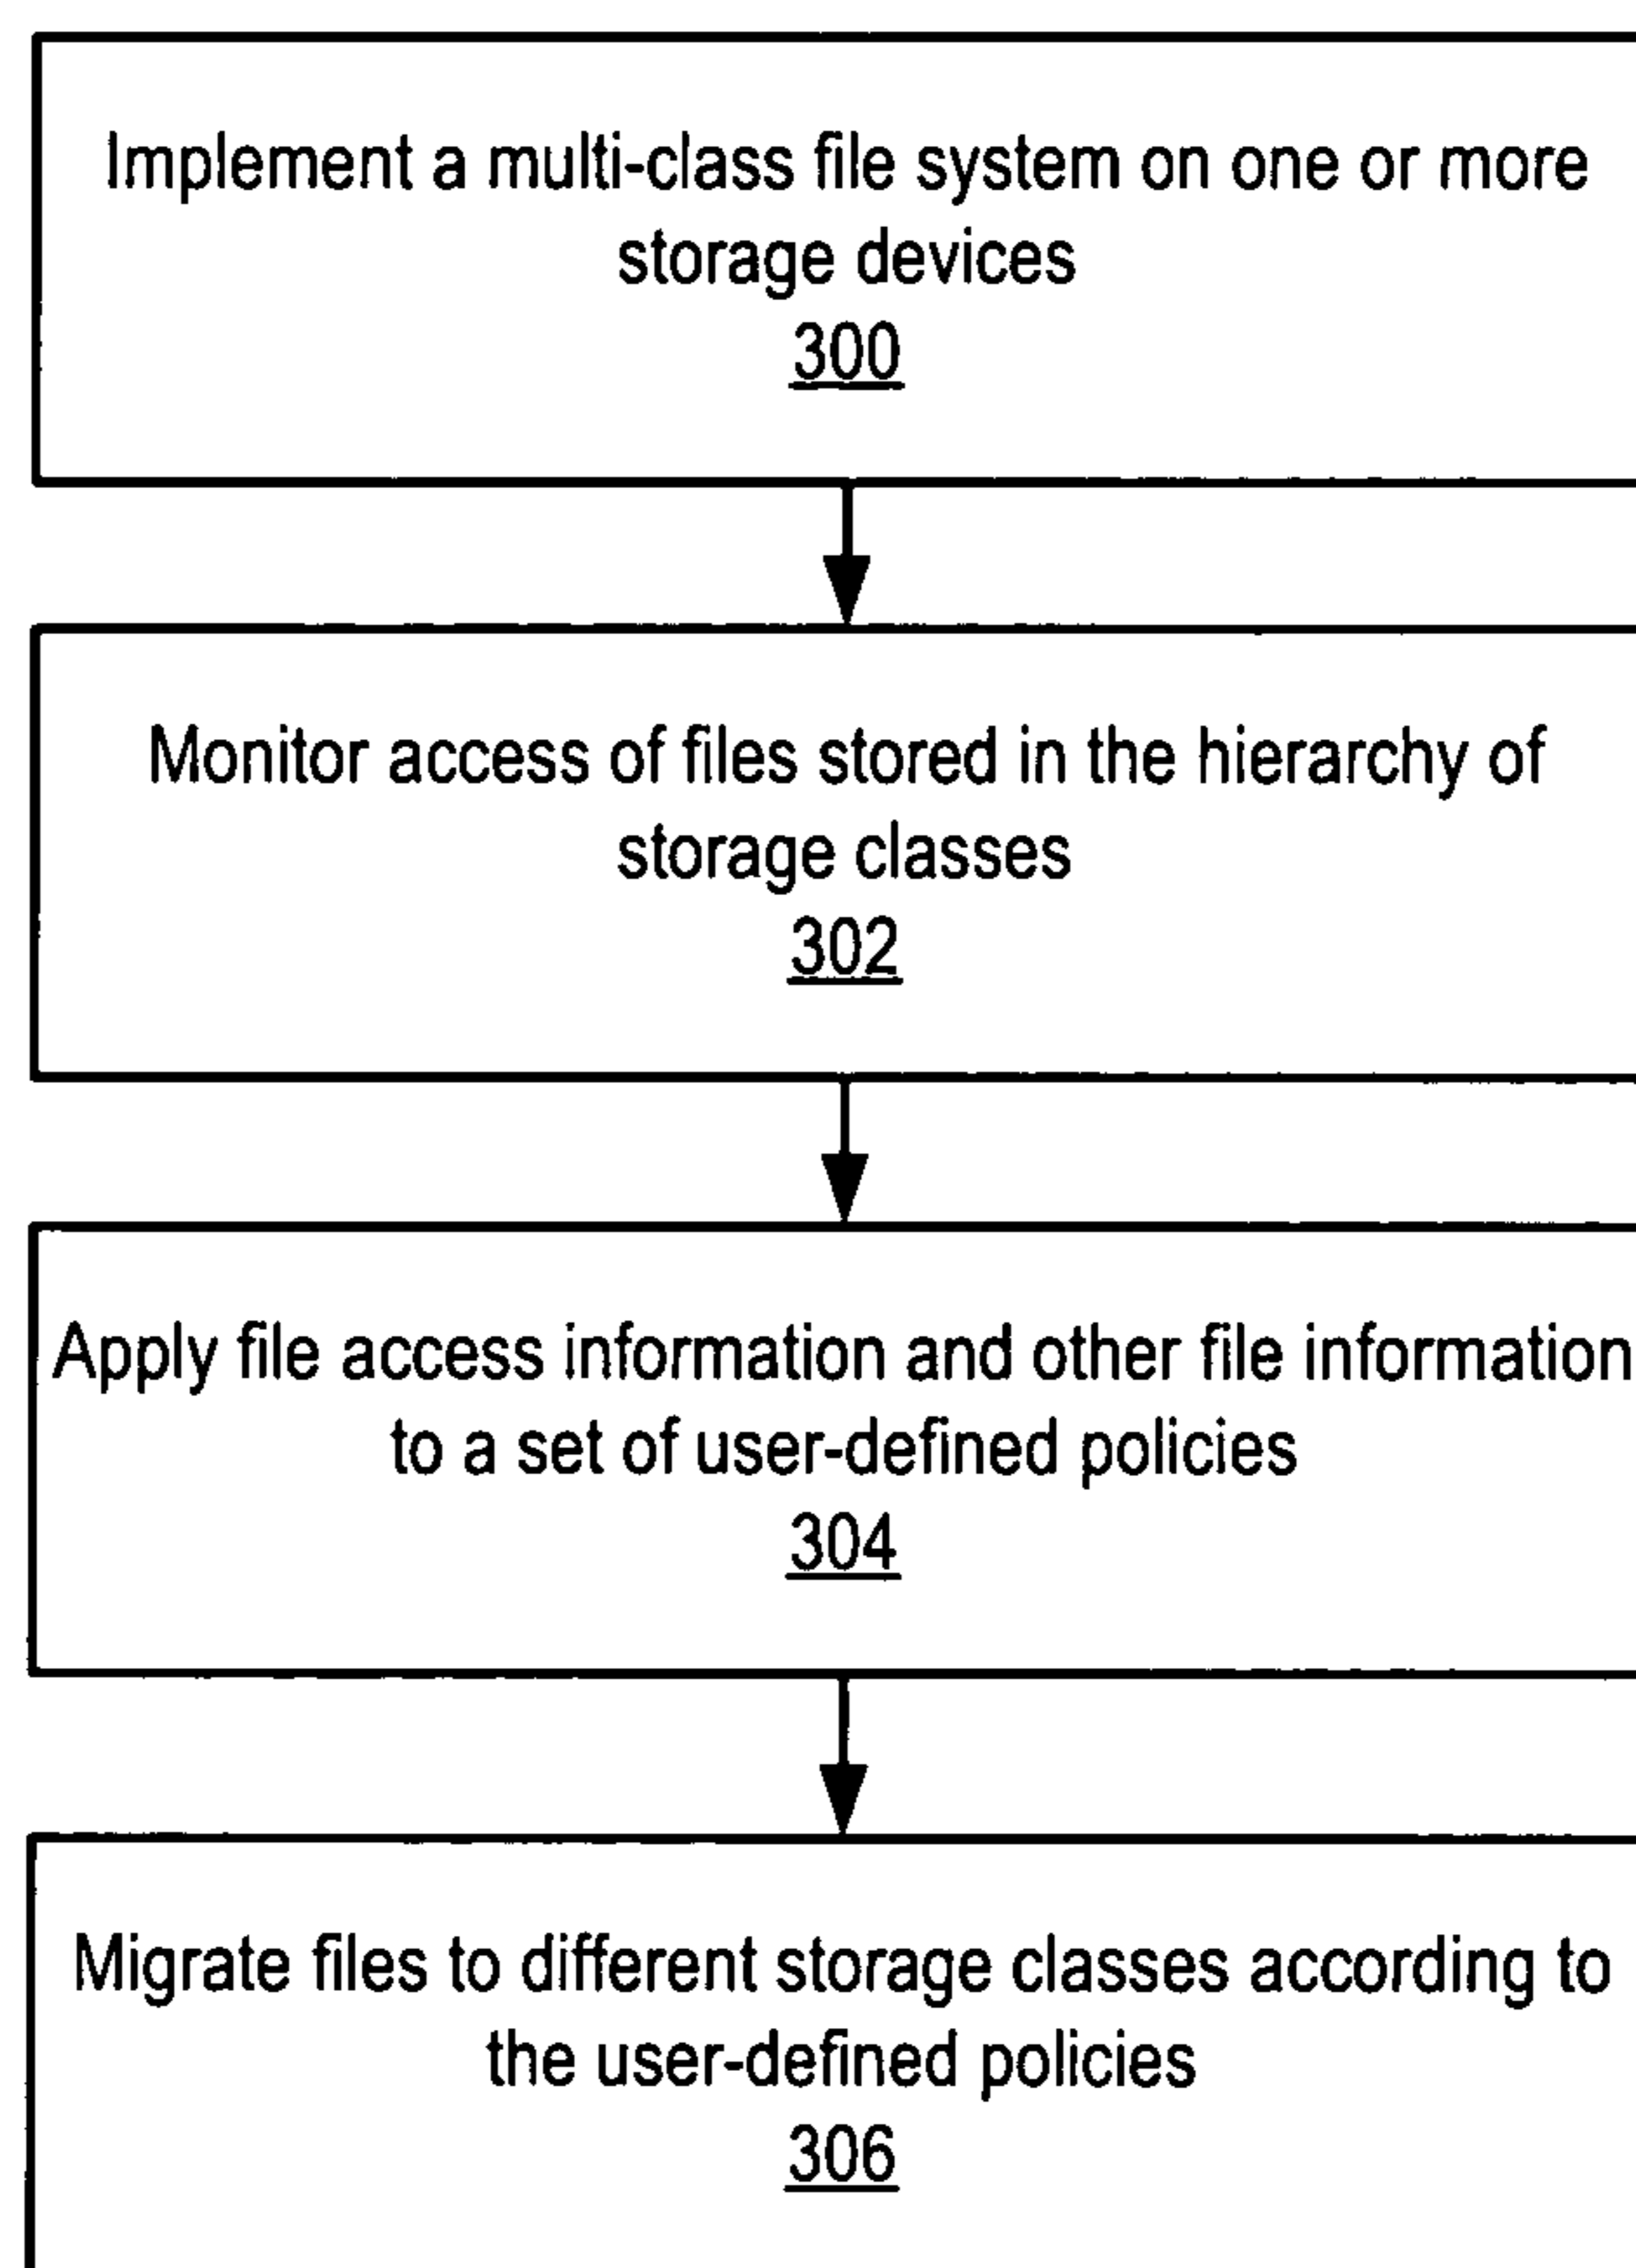 Implement a multi-class file system on one or more
storage devices
300
Monitor access of files stored in the hierarchy of
storage classes
302
Apply file access information and other file information
to a set of user-defined policies
304
Migrate files to different storage classes according to
the user-defined policies
306